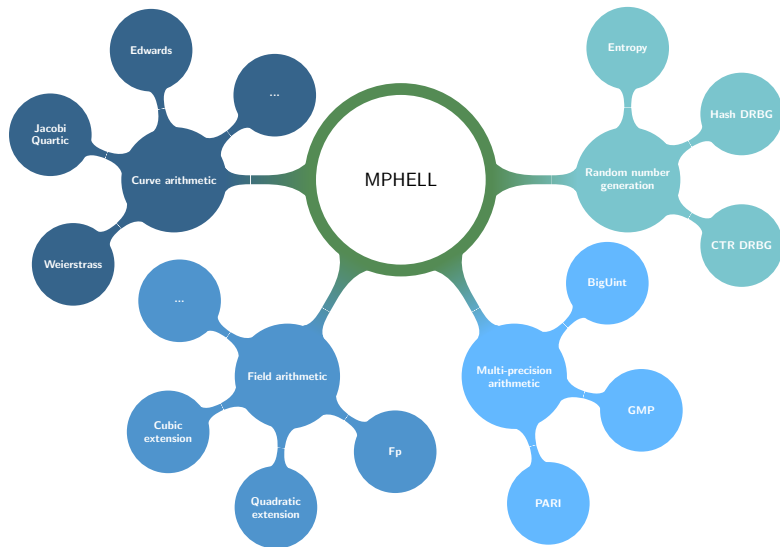 Edwards
...
Jacobi
Quartic
Curve arithmetic
Weierstrass
MPHELL
Entropy
Hash DRBG
Random number
generation
CTR DRBG
...
Field arithmetic
Cubic
extension
Quadratic
extension
Fp
BigUint
Multi-precision
arithmetic
GMP
PARI